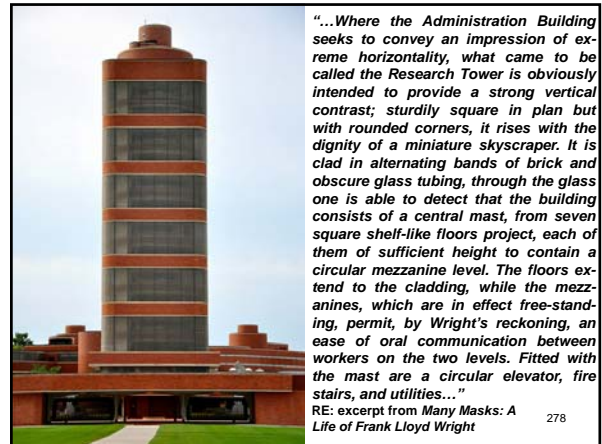 “…Where the Administration Building
seeks to convey an impression of ex-
reme horizontality, what came to be
called the Research Tower is obviously
intended to provide a strong vertical
contrast; sturdily square in plan but
with rounded corners, it rises with the
dignity of a miniature skyscraper. It is
clad in alternating bands of brick and
obscure glass tubing, through the glass
one is able to detect that the building
consists of a central mast, from seven
square shelf-like floors project, each of
them of sufficient height to contain a
circular mezzanine level. The floors ex-
tend to the cladding, while the mezz-
anines, which are in effect free-stand-
ing, permit, by Wright’s reckoning, an
ease of oral communication between
workers on the two levels. Fitted with
the mast are a circular elevator, fire
stairs, and utilities…”
RE: excerpt from Many Masks: A
Life of Frank Lloyd Wright
278